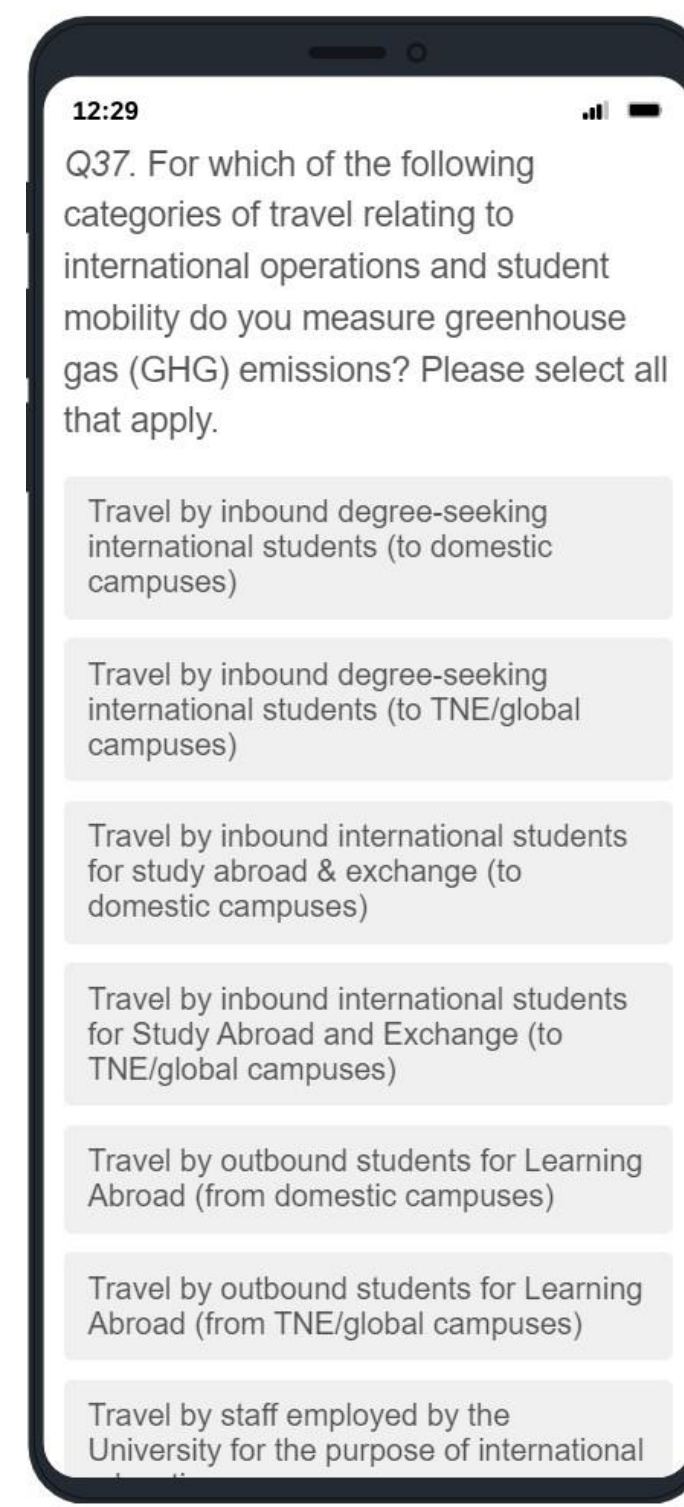 12:29
Q37. For which of the following
categories of travel relating to
international operations and student
mobility do you measure greenhouse
gas (GHG) emissions? Please select all
that apply.
Travel by inbound degree-seeking
international students (to domestic
campuses)
Travel by inbound degree-seeking
international students (to TNE/global
campuses)
Travel by inbound international students
for study abroad & exchange (to
domestic campuses)
Travel by inbound international students
for Study Abroad and Exchange (to
TNE/global campuses)
Travel by outbound students for Learning
Abroad (from domestic campuses)
Travel by outbound students for Learning
Abroad (from TNE/global campuses)
Travel by staff employed by the
University for the purpose of international